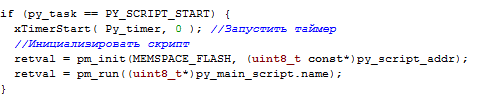 if (py_task == PY_SCRIPT_START) {
xTimerStart( Py_timer, 0 ); //Запустить таймер
//Инициализировать скрипт
retval = pm_init(MEMSPACE_FLASH, (uint8_t const*)py_script_addr);
retval = pm_run((uint8_t*)py_main_script.name);
}